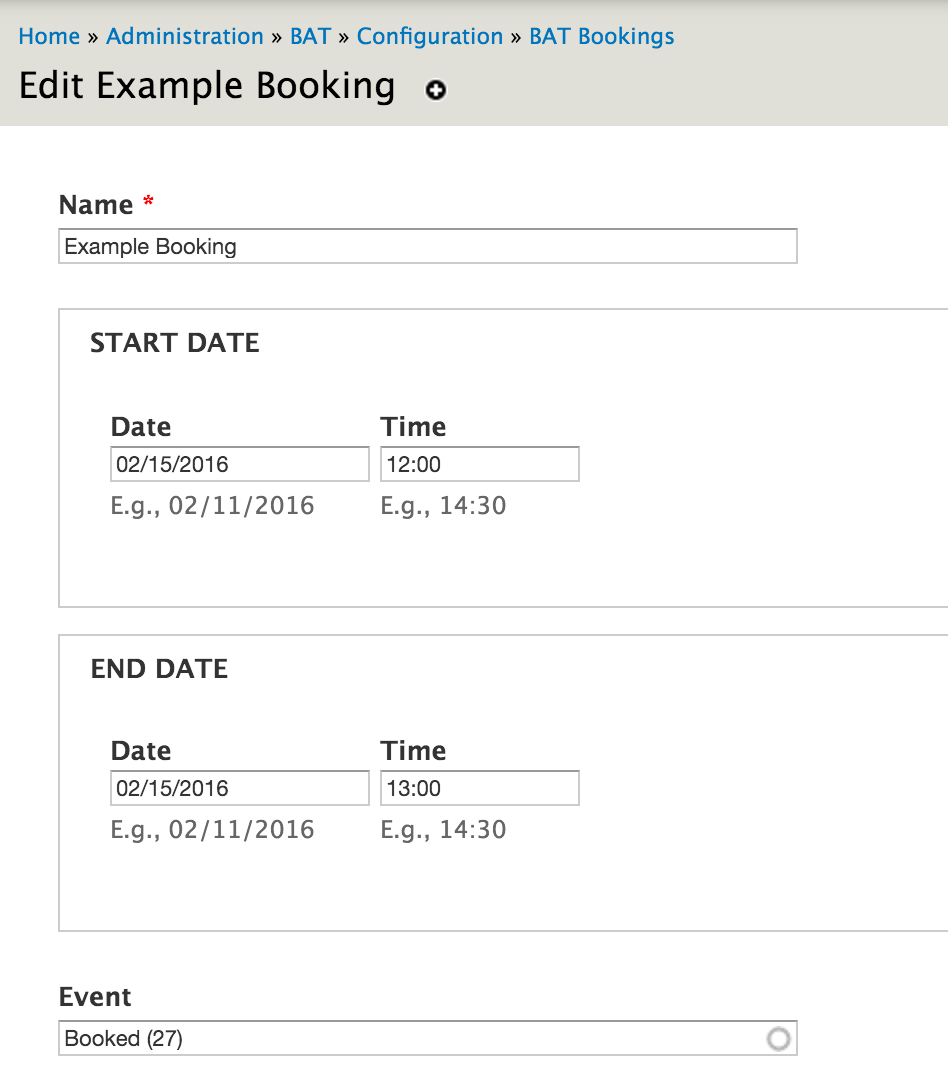 Home » Administration » BAT » Configuration » BAT Bookings
Edit Example Booking
Name *
Example Booking
START DATE
Date Time
02/15/2016 12:00
E.g., 02/11/2016 E.g., 14:30
END DATE
Date Time
02/15/2016 13:00
E.g., 02/11/2016 E.g., 14:30
Event
Booked (27)